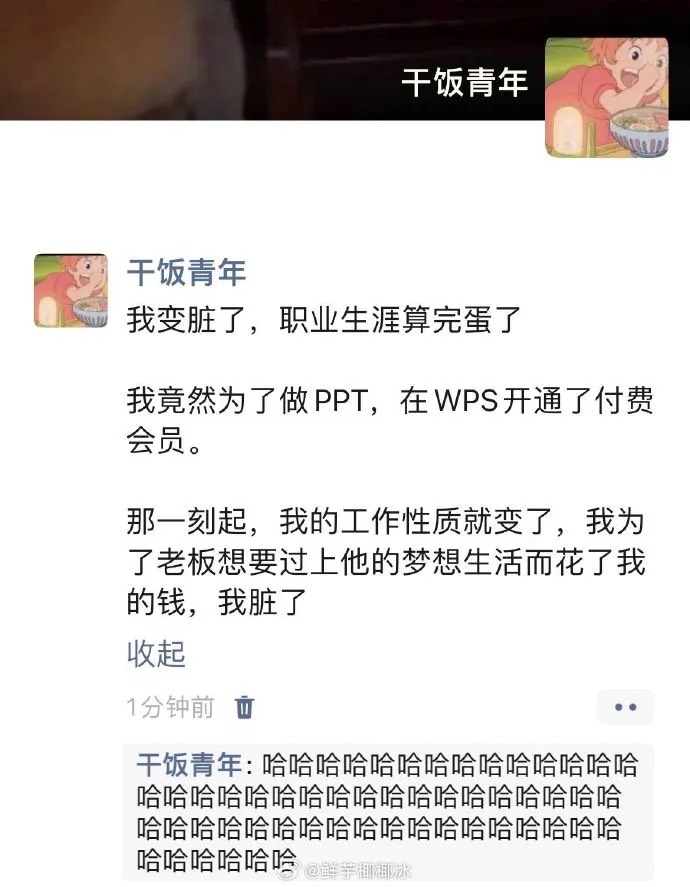 干饭青年
干饭青年
我变脏了，职业生涯算完蛋了
我竟然为了做PPT，在WPS开通了付费
会员。
那一刻起，我的工作性质就变了，我为
了老板想要过上他的梦想生活而花了我
的钱，我脏了
收起
1分钟前
干饭青年: 哈哈哈哈哈哈哈哈哈哈哈哈哈哈
哈哈哈哈哈哈哈哈哈哈哈哈哈哈哈哈哈哈
哈哈哈哈哈哈哈哈哈哈哈哈哈哈哈哈哈哈
哈哈哈哈哈哈
@鲜芋椰椰冰